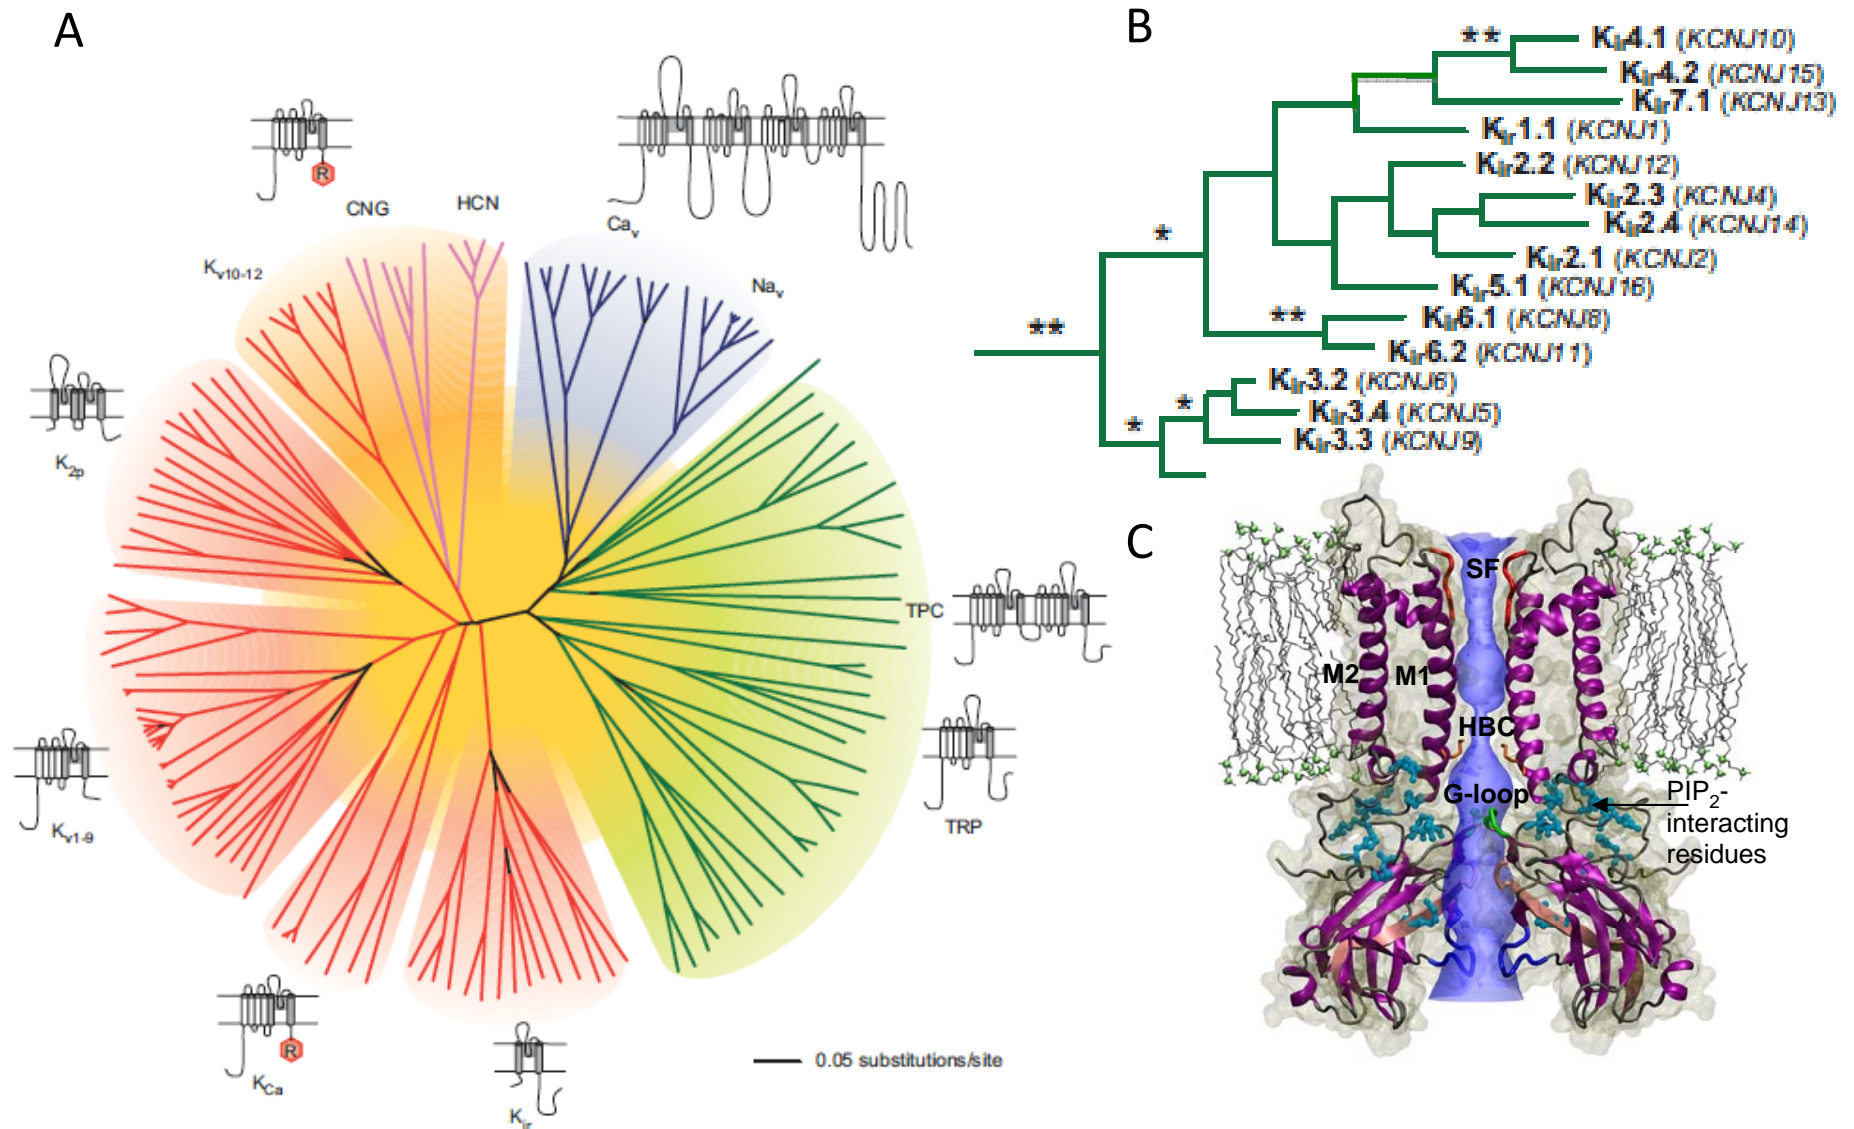 A
R
CNG
HCN
Cav
Kv10-12
Nav
K2p
TPC
TRP
Kv1-9
KCa
R
Kir
0.05 substitutions/site
B
** Kir4.1 (KCNJ10)
Kir4.2 (KCNJ15)
Kir7.1 (KCNJ13)
Kir1.1 (KCNJ1)
Kir2.2 (KCNJ12)
Kir2.3 (KCNJ4)
Kir2.4 (KCNJ14)
*
Kir2.1 (KCNJ2)
Kir5.1 (KCNJ16)
** ** Kir6.1 (KCNJ8)
Kir6.2 (KCNJ11)
Kir3.2 (KCNJ6)
* Kir3.4 (KCNJ5)
* Kir3.3 (KCNJ9)
C
SF
M2 M1
HBC
G-loop
PIP2-
interacting
residues